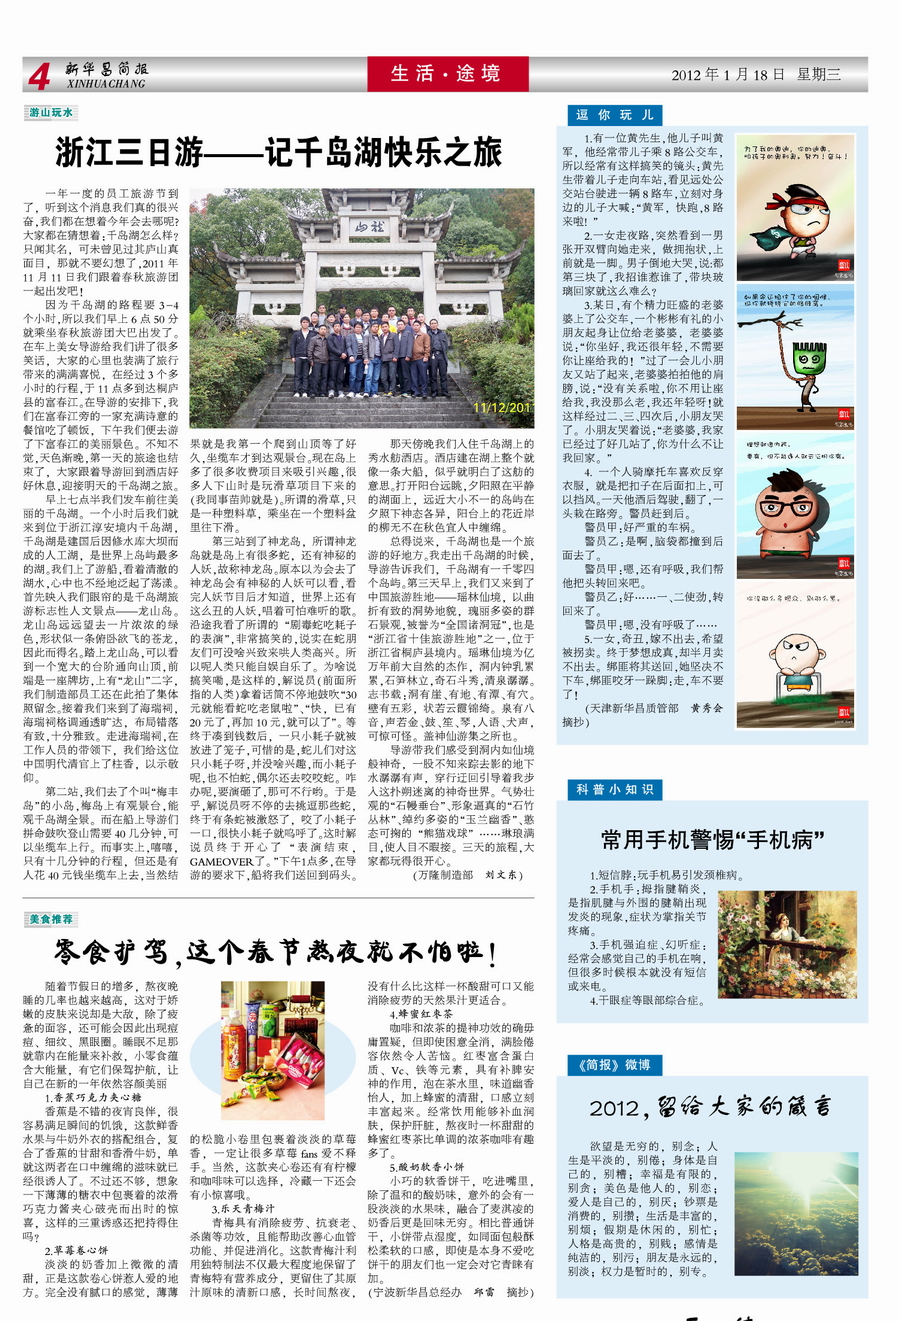 4
新华昌简报
XINHUACHANG
生活·途境
2012 年 1 月 18 日 星期三
游山玩水
浙江三日游——记千岛湖快乐之旅
一年一度的员工旅游节到
了，听到这个消息我们真的很兴
奋，我们都在想着今年会去哪呢？
大家都在猜想着：千岛湖怎么样？
只闻其名，可未曾见过其庐山真
面目，那就不要幻想了，2011 年
11 月 11 日我们跟着春秋旅游团
一起出发吧！
因为千岛湖的路程要 3-4
个小时，所以我们早上 6 点 50 分
就乘坐春秋旅游团大巴出发了。
在车上美女导游给我们讲了很多
笑话，大家的心里也装满了旅行
带来的满满喜悦，在经过 3 个多
小时的行程，于 11 点多到达桐庐
县的富春江。在导游的安排下，我
们在富春江旁的一家充满诗意的
餐馆吃了顿饭，下午我们便去游
了下富春江的美丽景色。不知不
觉，天色渐晚，第一天的旅途也结
束了，大家跟着导游回到酒店好
好休息，迎接明天的千岛湖之旅。
早上七点半我们发车前往美
丽的千岛湖。一个小时后我们就
来到位于浙江淳安境内千岛湖，
千岛湖是建国后因修水库大坝而
成的人工湖，是世界上岛屿最多
的湖。我们上了游船，看着清澈的
湖水，心中也不经地泛起了荡漾。
首先映入我们眼帘的是千岛湖旅
游标志性人文景点——龙山岛。
龙山岛远远望去一片浓浓的绿
色，形状似一条俯卧欲飞的苍龙，
因此而得名。踏上龙山岛，可以看
到一个宽大的台阶通向山顶，前
端是一座牌坊，上有“龙山”二字，
我们制造部员工还在此拍了集体
照留念。接着我们来到了海瑞祠，
海瑞祠格调通透旷达，布局错落
有致，十分雅致。走进海瑞祠，在
工作人员的带领下，我们给这位
中国明代清官上了柱香，以示敬
仰。
第二站，我们去了个叫“梅丰
岛”的小岛，梅岛上有观景台，能
观千岛湖全景。而在船上导游们
拼命鼓吹登山需要 40 几分钟，可
以坐缆车上行。而事实上，嘻嘻，
只有十几分钟的行程，但还是有
人花 40 元钱坐缆车上去，当然结
龙山
11/12/201
果就是我第一个爬到山顶等了好
久，坐缆车才到达观景台。现在岛上
多了很多收费项目来吸引兴趣，很
多人下山时是玩滑草项目下来的
（我同事苗帅就是）。所谓的滑草，只
是一种塑料草，乘坐在一个塑料盆
里往下滑。
第三站到了神龙岛，所谓神龙
岛就是岛上有很多蛇，还有神秘的
人妖，故称神龙岛。原本以为会去了
神龙岛会有神秘的人妖可以看，看
完人妖节目后才知道，世界上还有
这么丑的人妖，唱着可怕难听的歌。
沿途我看了所谓的“剧毒蛇吃耗子
的表演”，非常搞笑的，说实在蛇朋
友们可没啥兴致来哄人类高兴。所
以呢人类只能自娱自乐了。为啥说
搞笑嘞，是这样的，解说员（前面所
指的人类）拿着话筒不停地鼓吹“30
元就能看蛇吃老鼠啦”、“快，已有
20 元了，再加 10 元，就可以了”。等
终于凑到钱数后，一只小耗子就被
放进了笼子，可惜的是，蛇儿们对这
只小耗子呀，并没啥兴趣，而小耗子
呢，也不怕蛇，偶尔还去咬咬蛇。咋
办呢，要演砸了，那可不行哟。于是
乎，解说员呀不停的去挑逗那些蛇，
终于有条蛇被激怒了，咬了小耗子
一口，很快小耗子就呜呼了。这时解
说员终于开心了“表演结束，
GAMEOVER了。”下午1点多，在导
游的要求下，船将我们送回到码头。
那天傍晚我们入住千岛湖上的
秀水舫酒店。酒店建在湖上整个就
像一条大船，似乎就明白了这舫的
意思。打开阳台远眺，夕阳照在平静
的湖面上，远近大小不一的岛屿在
夕照下神态各异，阳台上的花近岸
的柳无不在秋色宜人中缠绵。
总得说来，千岛湖也是一个旅
游的好地方。我走出千岛湖的时候，
导游告诉我们，千岛湖有一千零四
个岛屿。第三天早上，我们又来到了
中国旅游胜地——瑶林仙境，以曲
折有致的洞势地貌，瑰丽多姿的群
石景观，被誉为“全国诸洞冠”，也是
“浙江省十佳旅游胜地”之一，位于
浙江省桐庐县境内。瑶琳仙境为亿
万年前大自然的杰作，洞内钟乳累
累，石笋林立，奇石斗秀，清泉潺潺。
志书载：洞有崖、有地、有潭、有穴。
壁有五彩，状若云霞锦绮。泉有八
音，声若金、鼓、笙、琴，人语、犬声，
可惊可怪。盖神仙游集之所也。
导游带我们感受到洞内如仙境
般神奇，一股不知来踪去影的地下
水潺潺有声，穿行迂回引导着我步
入这扑朔迷离的神奇世界。气势壮
观的“石幔垂台”、形象逼真的“石竹
丛林”、绰约多姿的“玉兰幽香”、憨
态可掬的“熊猫戏球”……琳琅满
目，使人目不暇接。三天的旅程，大
家都玩得很开心。
（万隆制造部 刘文东）
美食推荐
零食护驾，这个春节熬夜就不怕啦！
随着节假日的增多，熬夜晚
睡的几率也越来越高，这对于娇
嫩的皮肤来说却是大敌，除了疲
惫的面容，还可能会因此出现痘
痘、细纹、黑眼圈。睡眠不足那
就靠内在能量来补救，小零食蕴
含大能量，有它们保驾护航，让
自己在新的一年依然容颜美丽
1.香蕉巧克力夹心糖
香蕉是不错的夜宵良伴，很
容易满足瞬间的饥饿，这款鲜香
水果与牛奶外衣的搭配组合，复
合了香蕉的甘甜和香滑牛奶，单
就这两者在口中缠绵的滋味就已
经很诱人了。不过还不够，想象
一下薄薄的糖衣中包裹着的浓滑
巧克力酱夹心破壳而出时的惊
喜，这样的三重诱惑还把持得住
吗？
2.草莓卷心饼
淡淡的奶香加上微微的清
甜，正是这款卷心饼惹人爱的地
方。完全没有腻口的感觉，薄薄
的松脆小卷里包裹着淡淡的草莓
香，一定让很多草莓 fans 爱不释
手。当然，这款夹心卷还有有柠檬
和咖啡味可以选择，冷藏一下还会
有小惊喜哦。
3.乐天青梅汁
青梅具有消除疲劳、抗衰老、
杀菌等功效，且能帮助改善心血管
功能、并促进消化。这款青梅汁利
用独特制法不仅最大程度地保留了
青梅特有营养成分，更留住了其原
汁原味的清新口感，长时间熬夜，
没有什么比这样一杯酸甜可口又能
消除疲劳的天然果汁更适合。
4.蜂蜜红枣茶
咖啡和浓茶的提神功效的确毋
庸置疑，但即使困意全消，满脸倦
容依然令人苦恼。红枣富含蛋白
质、Vc、铁等元素，具有补脾安
神的作用，泡在茶水里，味道幽香
怡人，加上蜂蜜的清甜，口感立刻
丰富起来。经常饮用能够补血润
肤，保护肝脏，熬夜时一杯甜甜的
蜂蜜红枣茶比单调的浓茶咖啡有趣
多了。
5.酸奶软香小饼
小巧的软香饼干，吃进嘴里，
除了温和的酸奶味，意外的会有一
股淡淡的水果味，融合了麦淇凌的
奶香后更是回味无穷。相比普通饼
干，小饼带点湿度，如同面包般酥
松柔软的口感，即使是本身不爱吃
饼干的朋友们也一定会对它青睐有
加。
（宁波新华昌总经办 邱雷 摘抄）
逗你玩儿
1.有一位黄先生，他儿子叫黄
军，他经常带儿子乘 8 路公交车，
所以经常有这样搞笑的镜头：黄先
生带着儿子走向车站，看见远处公
交站台驶进一辆 8 路车，立刻对身
边的儿子大喊：“黄军，快跑，8 路
来啦！”
2.一女走夜路，突然看到一男
张开双臂向她走来，做拥抱状，上
前就是一脚。男子倒地大哭，说：都
第三块了，我招谁惹谁了，带块玻
璃回家就这么难么？
3.某日，有个精力旺盛的老婆
婆上了公交车，一个彬彬有礼的小
朋友起身让位给老婆婆，老婆婆
说：“你坐好，我还很年轻，不需要
你让座给我的！”过了一会儿小朋
友又站了起来，老婆婆拍拍他的肩
膀，说：“没有关系啦，你不用让座
给我，我没那么老，我还年轻呀！就
这样经过二、三、四次后，小朋友哭
了。小朋友哭着说：“老婆婆，我家
已经过了好几站了，你为什么不让
我回家。”
4. 一个人骑摩托车喜欢反穿
衣服，就是把扣子在后面扣上，可
以挡风。一天他酒后驾驶，翻了，一
头栽在路旁。警员赶到后。
警员甲：好严重的车祸。
警员乙：是啊，脑袋都撞到后
面去了。
警员甲：嗯，还有呼吸，我们帮
他把头转回来吧。
警员乙：好……一、二使劲，转
回来了。
警员甲：嗯，没有呼吸了……
5.一女，奇丑，嫁不出去，希望
被拐卖。终于梦想成真，却半月卖
不出去。绑匪将其送回，她坚决不
下车，绑匪咬牙一跺脚：走，车不要
了！
（天津新华昌质管部 黄秀会
摘抄）
科普小知识
常用手机警惕“手机病”
1.短信脖：玩手机易引发颈椎病。
2.手机手：拇指腱鞘炎，
是指肌腱与外围的腱鞘出现
发炎的现象，症状为掌指关节
疼痛。
3.手机强迫症、幻听症：
经常会感觉自己的手机在响，
但很多时候根本就没有短信
或来电。
4.干眼症等眼部综合症。
《简报》微博
2012，留给大家的箴言
欲望是无穷的，别念；人
生是平淡的，别倦；身体是自
己的，别糟；幸福是有限的，
别贪；美色是他人的，别恋；
爱人是自己的，别厌；钞票是
消费的，别攒；生活是丰富的，
别烦；假期是休闲的，别忙；
人格是高贵的，别贱；感情是
纯洁的，别污；朋友是永远的，
别淡；权力是暂时的，别专。